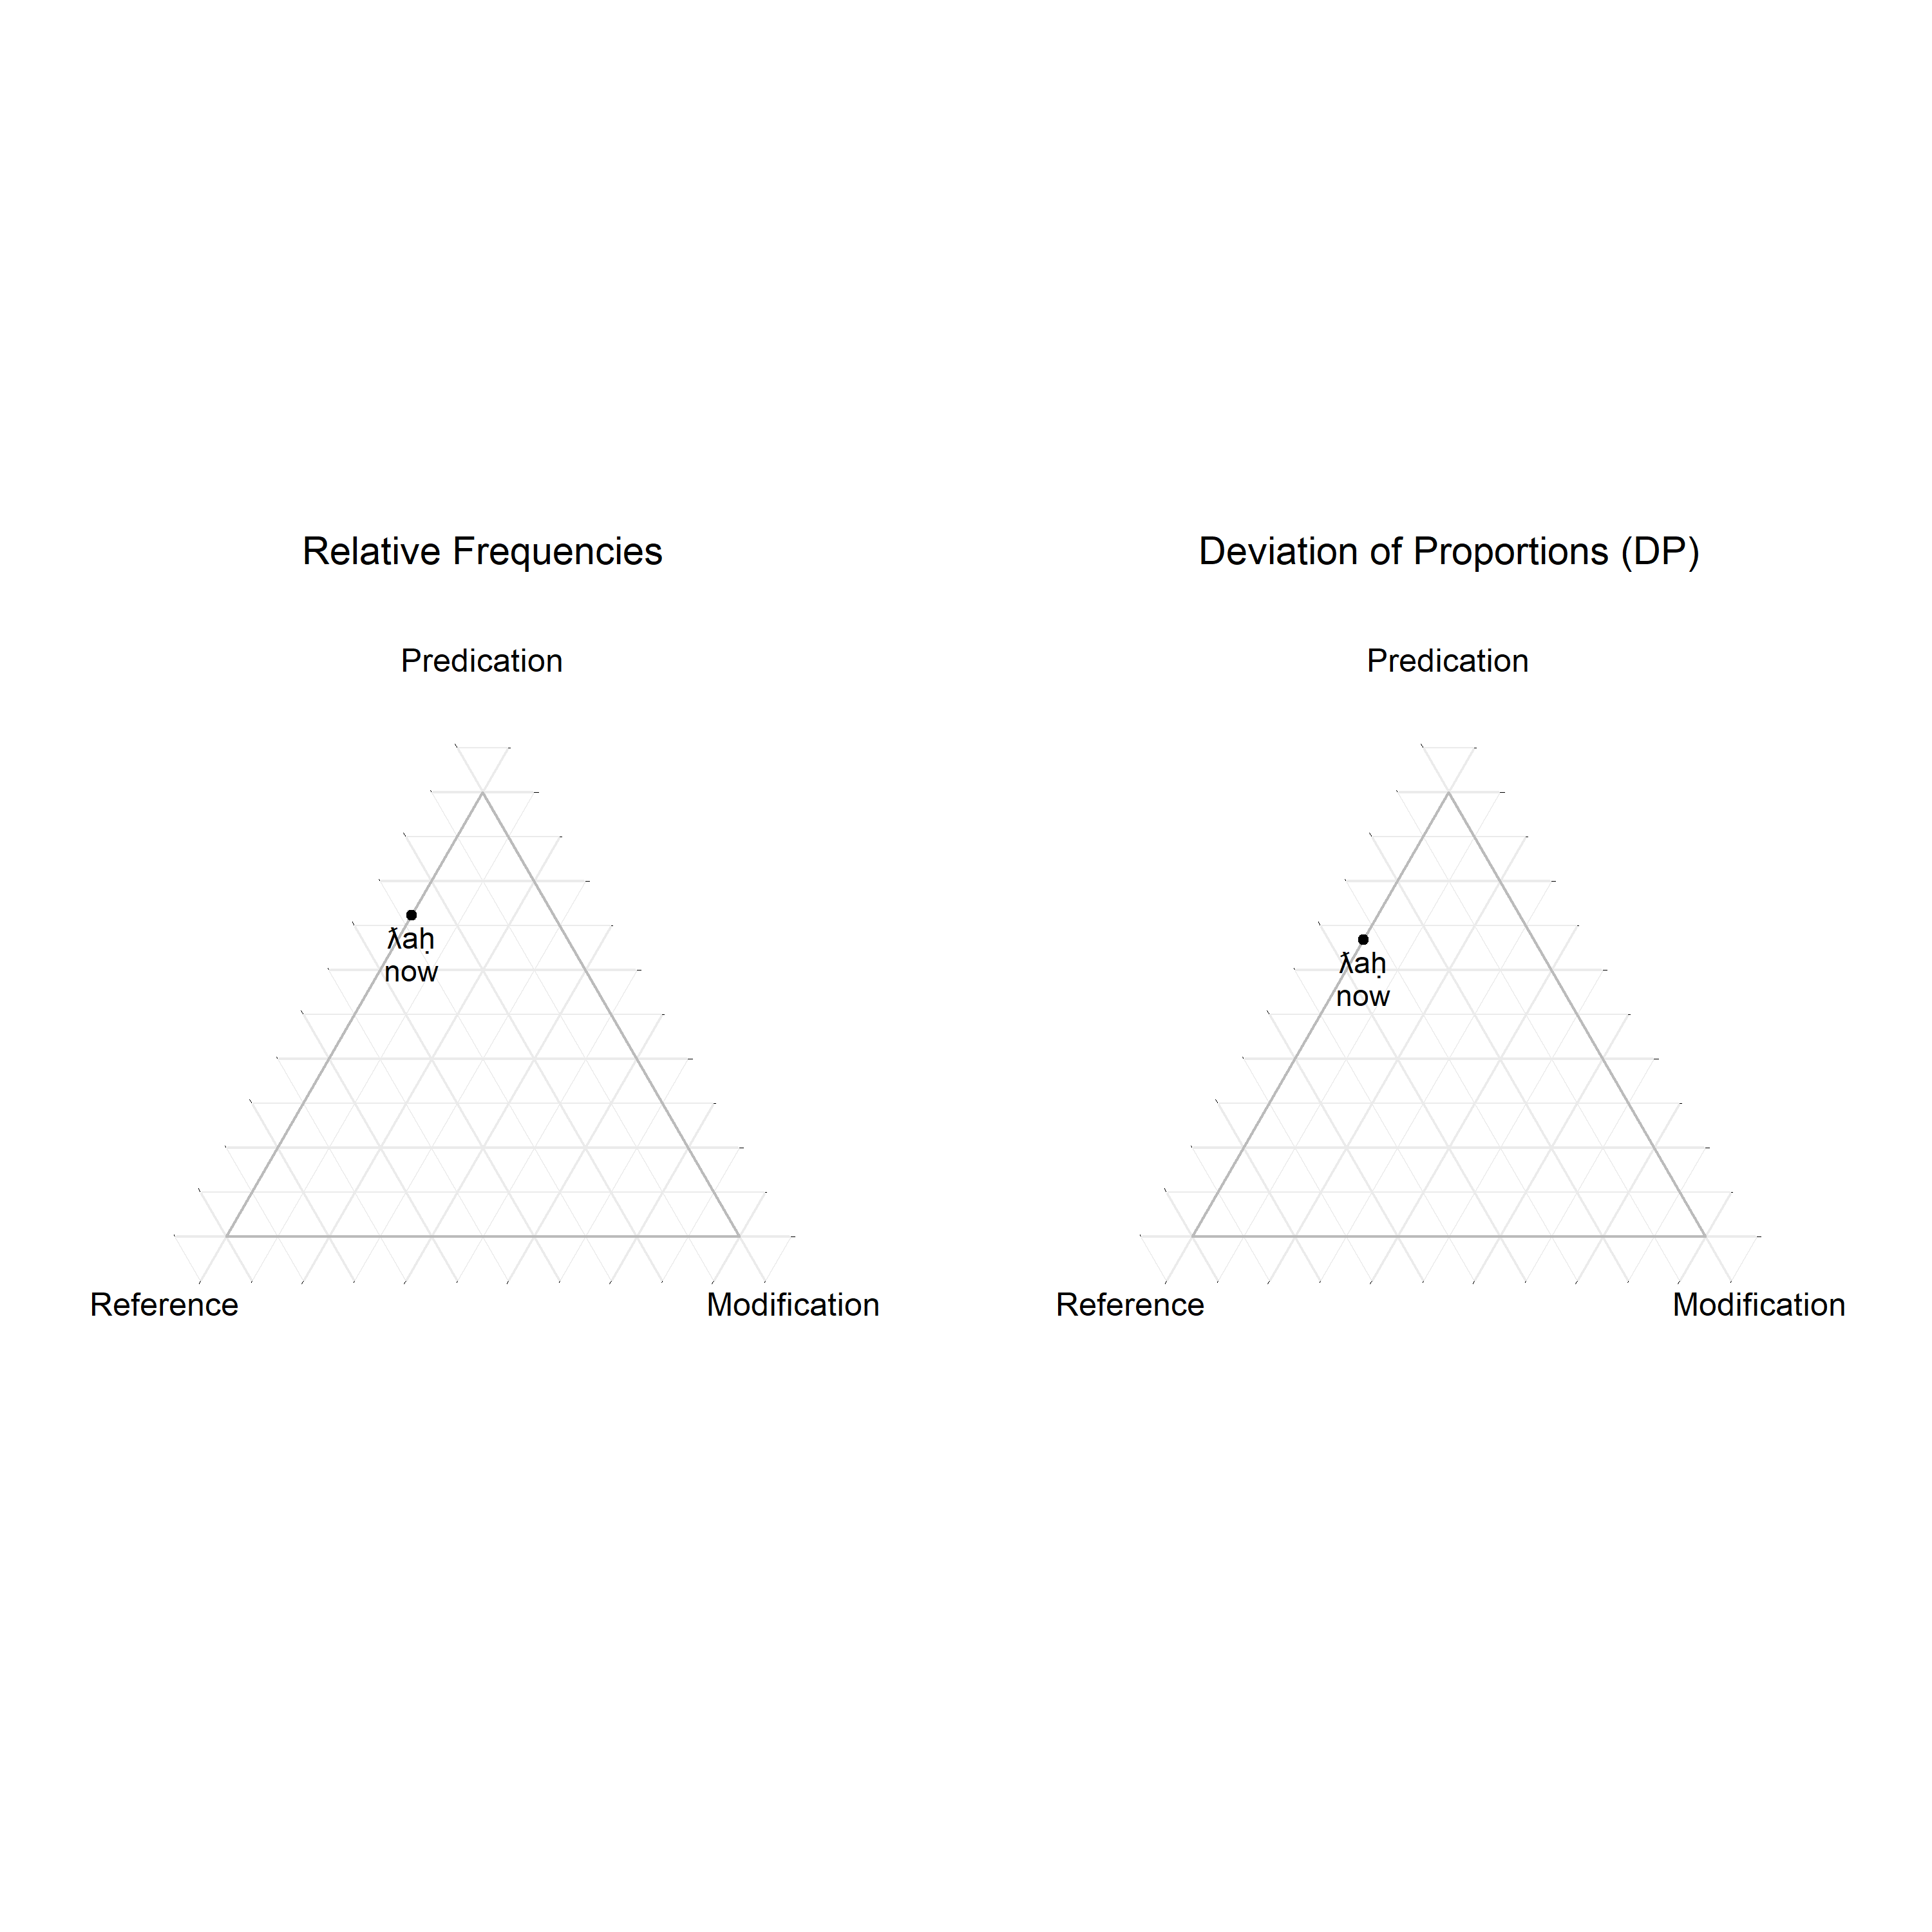 Relative Frequencies
Predication
ƛaḥ
now
Reference
Modification
Deviation of Proportions (DP)
Predication
ƛaḥ
now
Reference
Modification